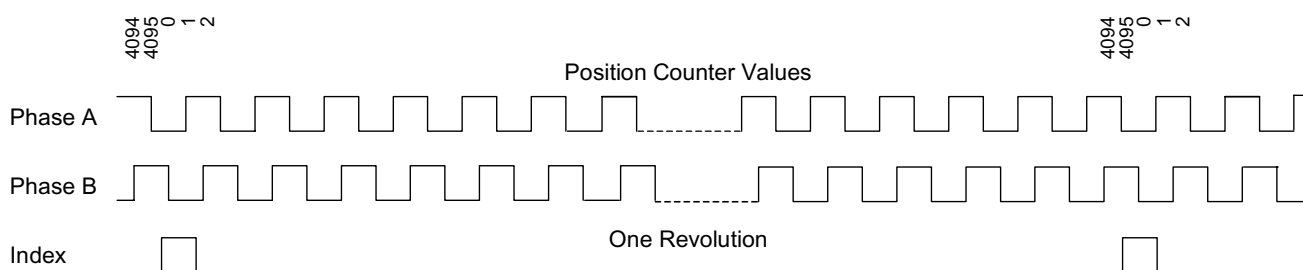 4094
4095
0
1
2
4094
4095
0
1
2
Position Counter Values
Phase A
Phase B
One Revolution
Index